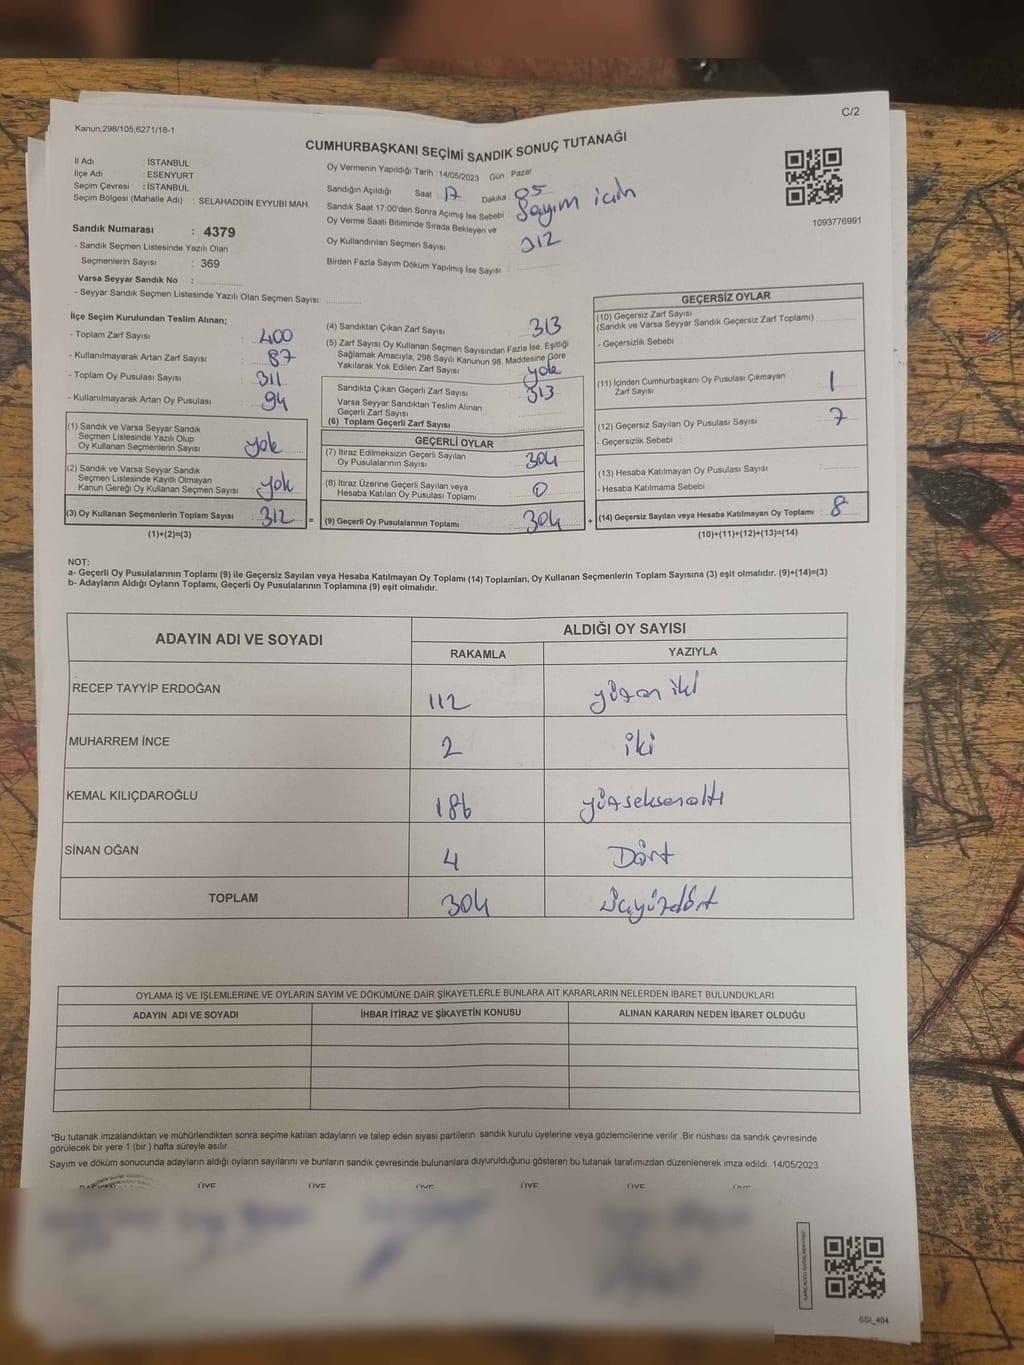 C/2
Kanun;298/105;6271/18-1
CUMHURBAŞKANI SEÇİMİ SANDIK SONUÇ TUTANAĞI
İl Adı : İSTANBUL
İlçe Adı : ESENYURT
Seçim Çevresi : İSTANBUL
Seçim Bölgesi (Mahalle Adı) : SELAHADDİN EYYUBİ MAH.
Sandık Numarası : 4379
- Sandık Seçmen Listesinde Yazılı Olan
Seçmenlerin Sayısı : 369
Varsa Seyyar Sandık No :
- Seyyar Sandık Seçmen Listesinde Yazılı Olan Seçmen Sayısı:
Oy Vermenin Yapıldığı Tarih : 14/05/2023 Gün : Pazar
Sandığın Açıldığı Saat : 17 Dakika : 05
Sandık Saat 17:00'den Sonra Açımış İse Sebebi : Sayım için
Oy Verme Saati Bitiminde Sırada Bekleyen ve
Oy Kullandırılan Seçmen Sayısı 312
Birden Fazla Sayım Döküm Yapılmış İse Sayısı :
1093776991
İlçe Seçim Kurulundan Teslim Alınan;
- Toplam Zarf Sayısı : 400
- Kullanılmayarak Artan Zarf Sayısı : 87
- Toplam Oy Pusulası Sayısı : 311
- Kullanılmayarak Artan Oy Pusulası : 94
(1) Sandık ve Varsa Seyyar Sandık
Seçmen Listesinde Yazılı Olup
Oy Kullanan Seçmenlerin Sayısı : yok
(2) Sandık ve Varsa Seyyar Sandık
Seçmen Listesinde Kayıtlı Olmayan
Kanun Gereği Oy Kullanan Seçmen Sayısı : yok
(3) Oy Kullanan Seçmenlerin Toplam Sayısı : 312 =
(1)+(2)=(3)
(4) Sandıktan Çıkan Zarf Sayısı : 313
(5) Zarf Sayısı Oy Kullanan Seçmen Sayısından Fazla İse, Eşitliği
Sağlamak Amacıyla; 298 Sayılı Kanunun 98. Maddesine Göre
Yakılarak Yok Edilen Zarf Sayısı : yok
Sandıkta Çıkan Geçerli Zarf Sayısı : 313
Varsa Seyyar Sandıktan Teslim Alınan
Geçerli Zarf Sayısı
(6) Toplam Geçerli Zarf Sayısı
GEÇERLİ OYLAR
(7) İtiraz Edilmeksizin Geçerli Sayılan
Oy Pusulalarının Sayısı : 304
(8) İtiraz Üzerine Geçerli Sayılan veya
Hesaba Katılan Oy Pusulası Toplamı : 0
(9) Geçerli Oy Pusulalarının Toplamı : 304 +
GEÇERSİZ OYLAR
(10) Geçersiz Zarf Sayısı
(Sandık ve Varsa Seyyar Sandık Geçersiz Zarf Toplamı) :
- Geçersizlik Sebebi :
(11) İçinden Cumhurbaşkanı Oy Pusulası Çıkmayan
Zarf Sayısı : 1
(12) Geçersiz Sayılan Oy Pusulası Sayısı : 7
- Geçersizlik Sebebi :
(13) Hesaba Katılmayan Oy Pusulası Sayısı :
- Hesaba Katılmama Sebebi :
(14) Geçersiz Sayılan veya Hesaba Katılmayan Oy Toplamı : 8
(10)+(11)+(12)+(13)=(14)
NOT:
a- Geçerli Oy Pusulalarının Toplamı (9) ile Geçersiz Sayılan veya Hesaba Katılmayan Oy Toplamı (14) Toplamları, Oy Kullanan Seçmenlerin Toplam Sayısına (3) eşit olmalıdır. (9)+(14)=(3)
b- Adayların Aldığı Oyların Toplamı, Geçerli Oy Pusulalarının Toplamına (9) eşit olmalıdır.
ADAYIN ADI VE SOYADI ALDIĞI OY SAYISI
RAKAMLA YAZIYLA
RECEP TAYYİP ERDOĞAN 112 yüzon iki
MUHARREM İNCE 2 iki
KEMAL KILIÇDAROĞLU 186 yüzseksenaltı
SİNAN OĞAN 4 Dört
TOPLAM 304 üçyüzdört
OYLAMA İŞ VE İŞLEMLERİNE VE OYLARIN SAYIM VE DÖKÜMÜNE DAİR ŞİKAYETLERLE BUNLARA AİT KARARLARIN NELERDEN İBARET BULUNDUKLARI
ADAYIN ADI VE SOYADI İHBAR İTİRAZ VE ŞİKAYETİN KONUSU ALINAN KARARIN NEDEN İBARET OLDUĞU
*Bu tutanak imzalandıktan ve mühürlendikten sonra seçime katılan adayların ve talep eden siyasi partilerin sandık kurulu üyelerine veya gözlemcilerine verilir. Bir nüshası da sandık çevresinde
görülecek bir yere 1 (bir) hafta süreyle asılır.
Sayım ve döküm sonucunda adayların aldığı oyların sayılarını ve bunların sandık çevresinde bulunanlara duyurulduğunu gösteren bu tutanak tarafımızdan düzenlenerek imza edildi. 14/05/2023
ÜYE ÜYE ÜYE ÜYE ÜYE
SSI_404